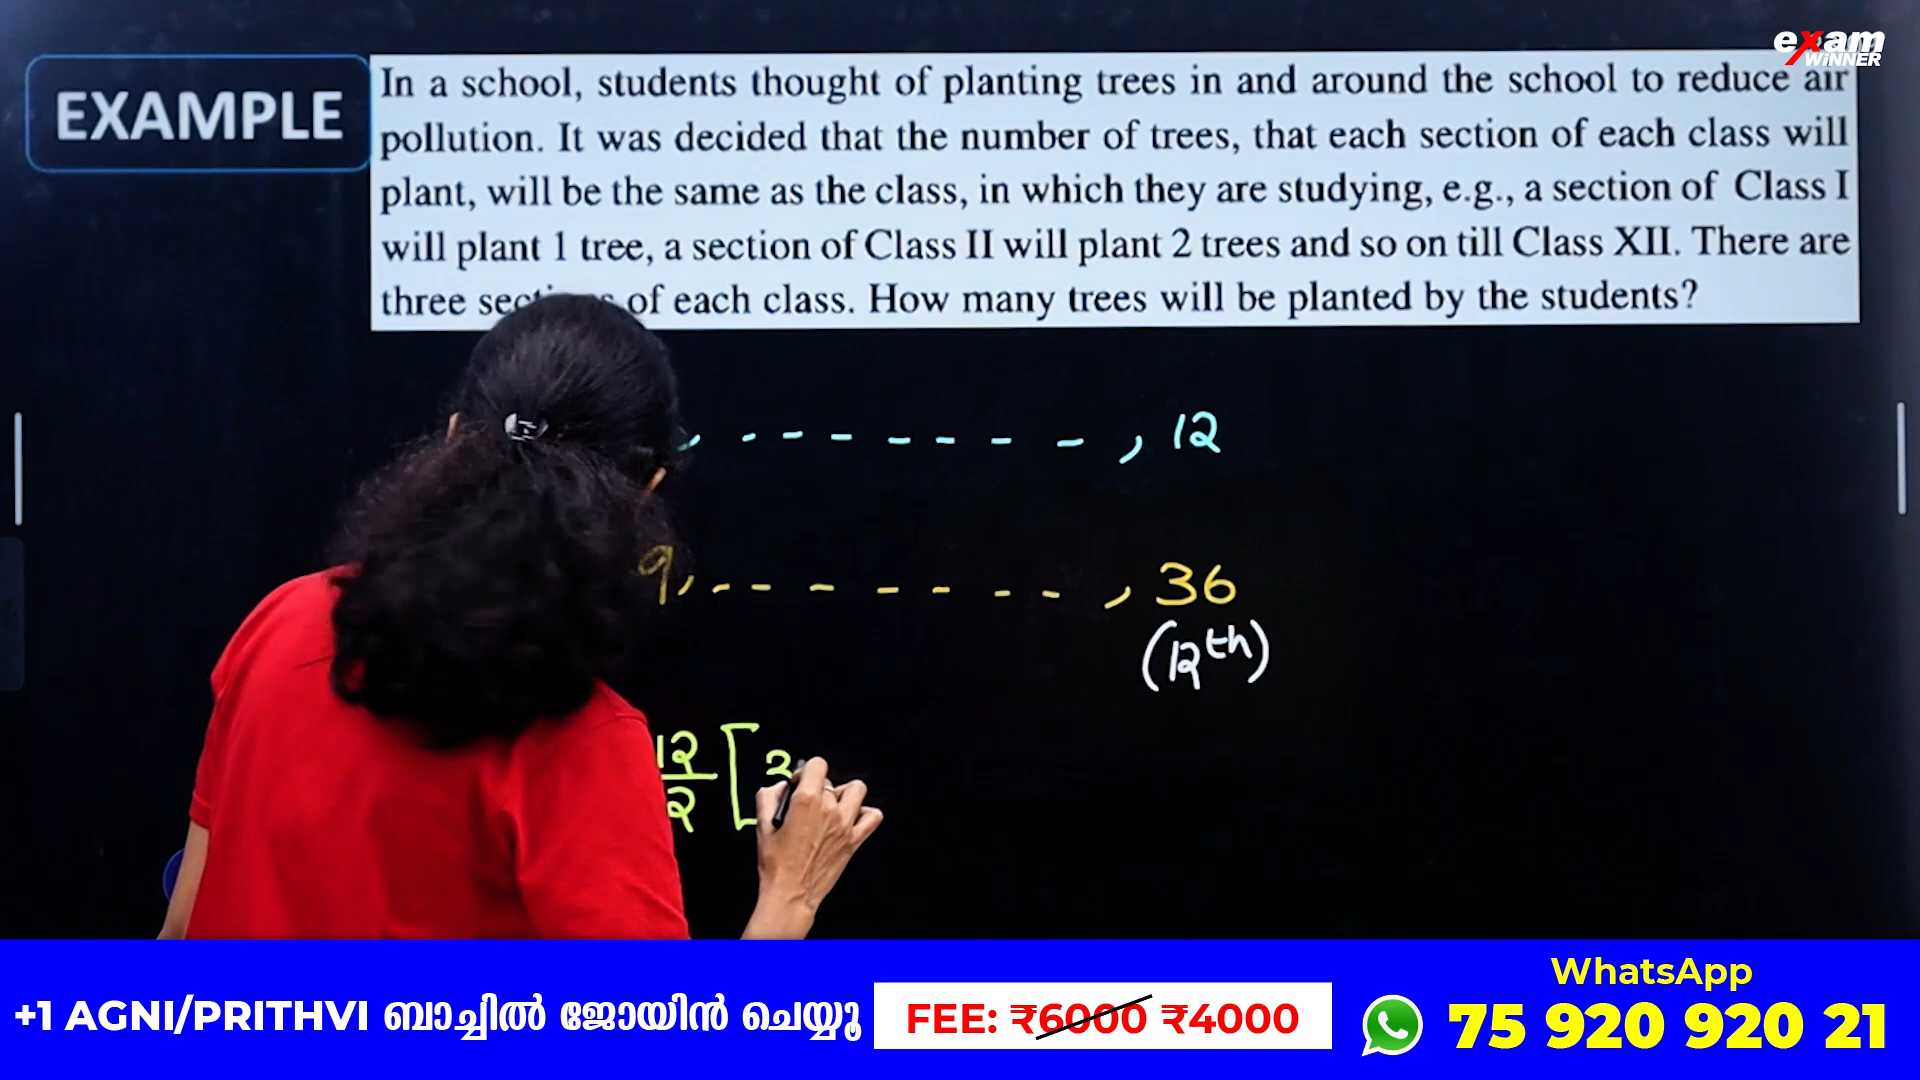 exam
WINNER
EXAMPLE
In a school, students thought of planting trees in and around the school to reduce air
pollution. It was decided that the number of trees, that each section of each class will
plant, will be the same as the class, in which they are studying, e.g., a section of Class I
will plant 1 tree, a section of Class II will plant 2 trees and so on till Class XII. There are
three of each class. How many trees will be planted by the students?
, - - - - - - - , 12
9, - - - - - - - , 36
(12th)
12/2 [3
+1 AGNI/PRITHVI ബാച്ചിൽ ജോയിൻ ചെയ്യൂ
FEE: ₹6000 ₹4000
WhatsApp
75 920 920 21